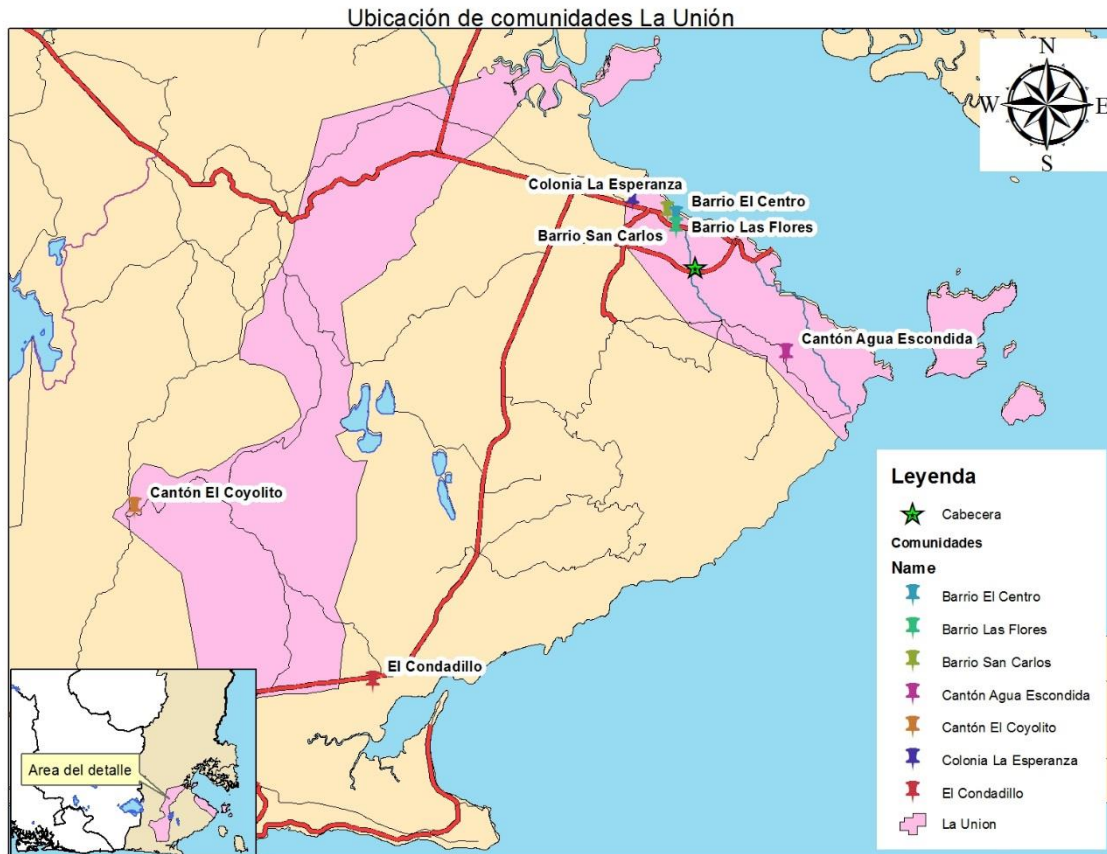 Ubicación de comunidades La Unión
N
W E
S
Colonia La Esperanza
Barrio El Centro
Barrio San Carlos
Barrio Las Flores
Cantón Agua Escondida
Cantón El Coyolito
El Condadillo
Area del detalle
Leyenda
Cabecera
Comunidades
Name
Barrio El Centro
Barrio Las Flores
Barrio San Carlos
Cantón Agua Escondida
Cantón El Coyolito
Colonia La Esperanza
El Condadillo
La Union